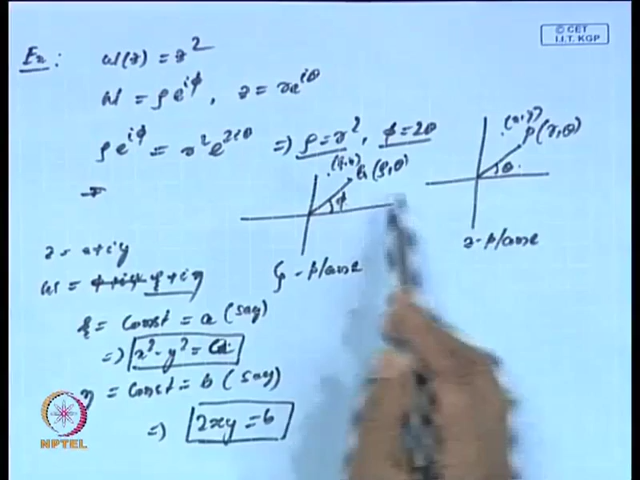 © CET
I.I.T. KGP
Ex: w(z) = z²
w = ρe^{iφ}, z = re^{iθ}
ρe^{iφ} = r²e^{2iθ} ⇒ ρ = r², φ = 2θ
(ξ,η)
(ρ,θ)
φ
ζ-plane
(x,y)
P(r,θ)
θ
z-plane
z = x+iy
w = ξ+iη
ξ = const = a (say)
⇒ x²-y² = a
η = const = b (say)
⇒ 2xy = b
NPTEL